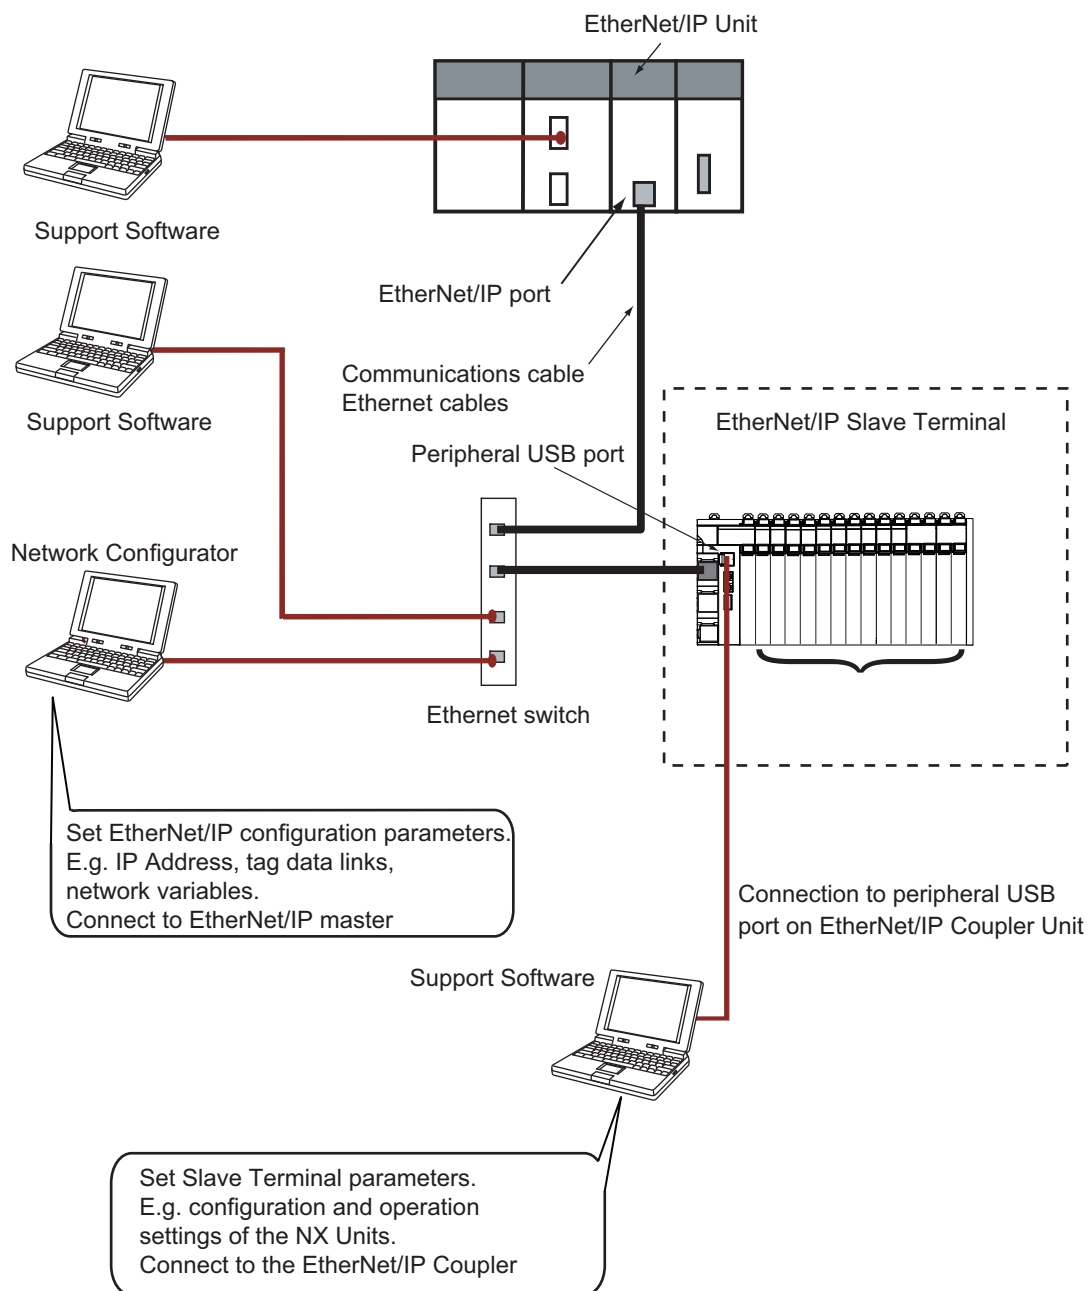 EtherNet/IP Unit
Support Software
EtherNet/IP port
Communications cable
Ethernet cables
Support Software
EtherNet/IP Slave Terminal
Peripheral USB port
Network Configurator
Ethernet switch
Set EtherNet/IP configuration parameters.
E.g. IP Address, tag data links,
network variables.
Connect to EtherNet/IP master
Connection to peripheral USB
port on EtherNet/IP Coupler Unit
Support Software
Set Slave Terminal parameters.
E.g. configuration and operation
settings of the NX Units.
Connect to the EtherNet/IP Coupler